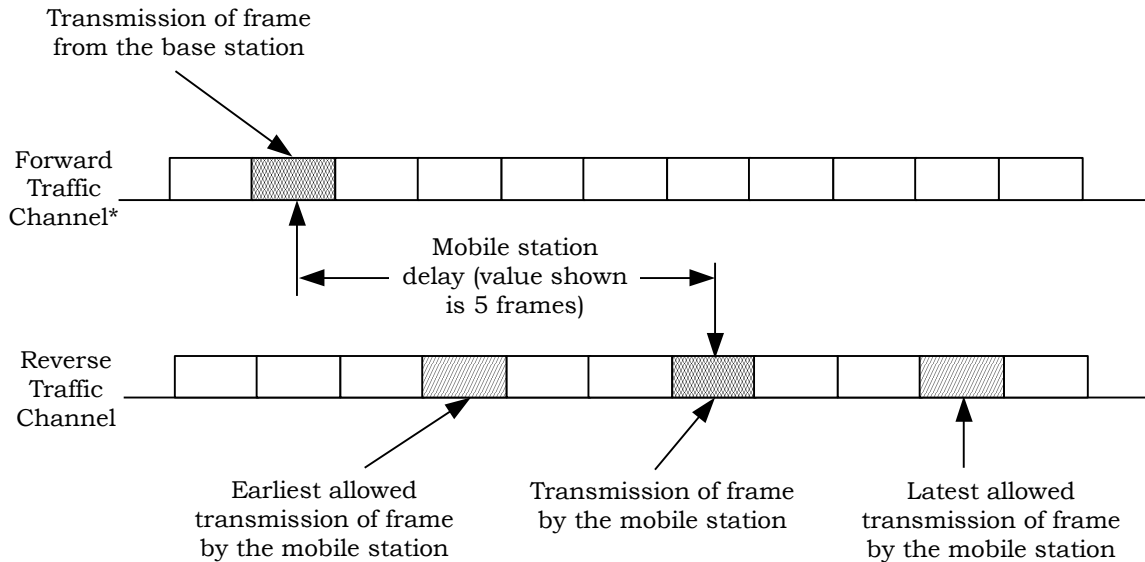 Transmission of frame
from the base station
Forward
Traffic
Channel*
Mobile station
delay (value shown
is 5 frames)
Reverse
Traffic
Channel
Earliest allowed
transmission of frame
by the mobile station
Transmission of frame
by the mobile station
Latest allowed
transmission of frame
by the mobile station